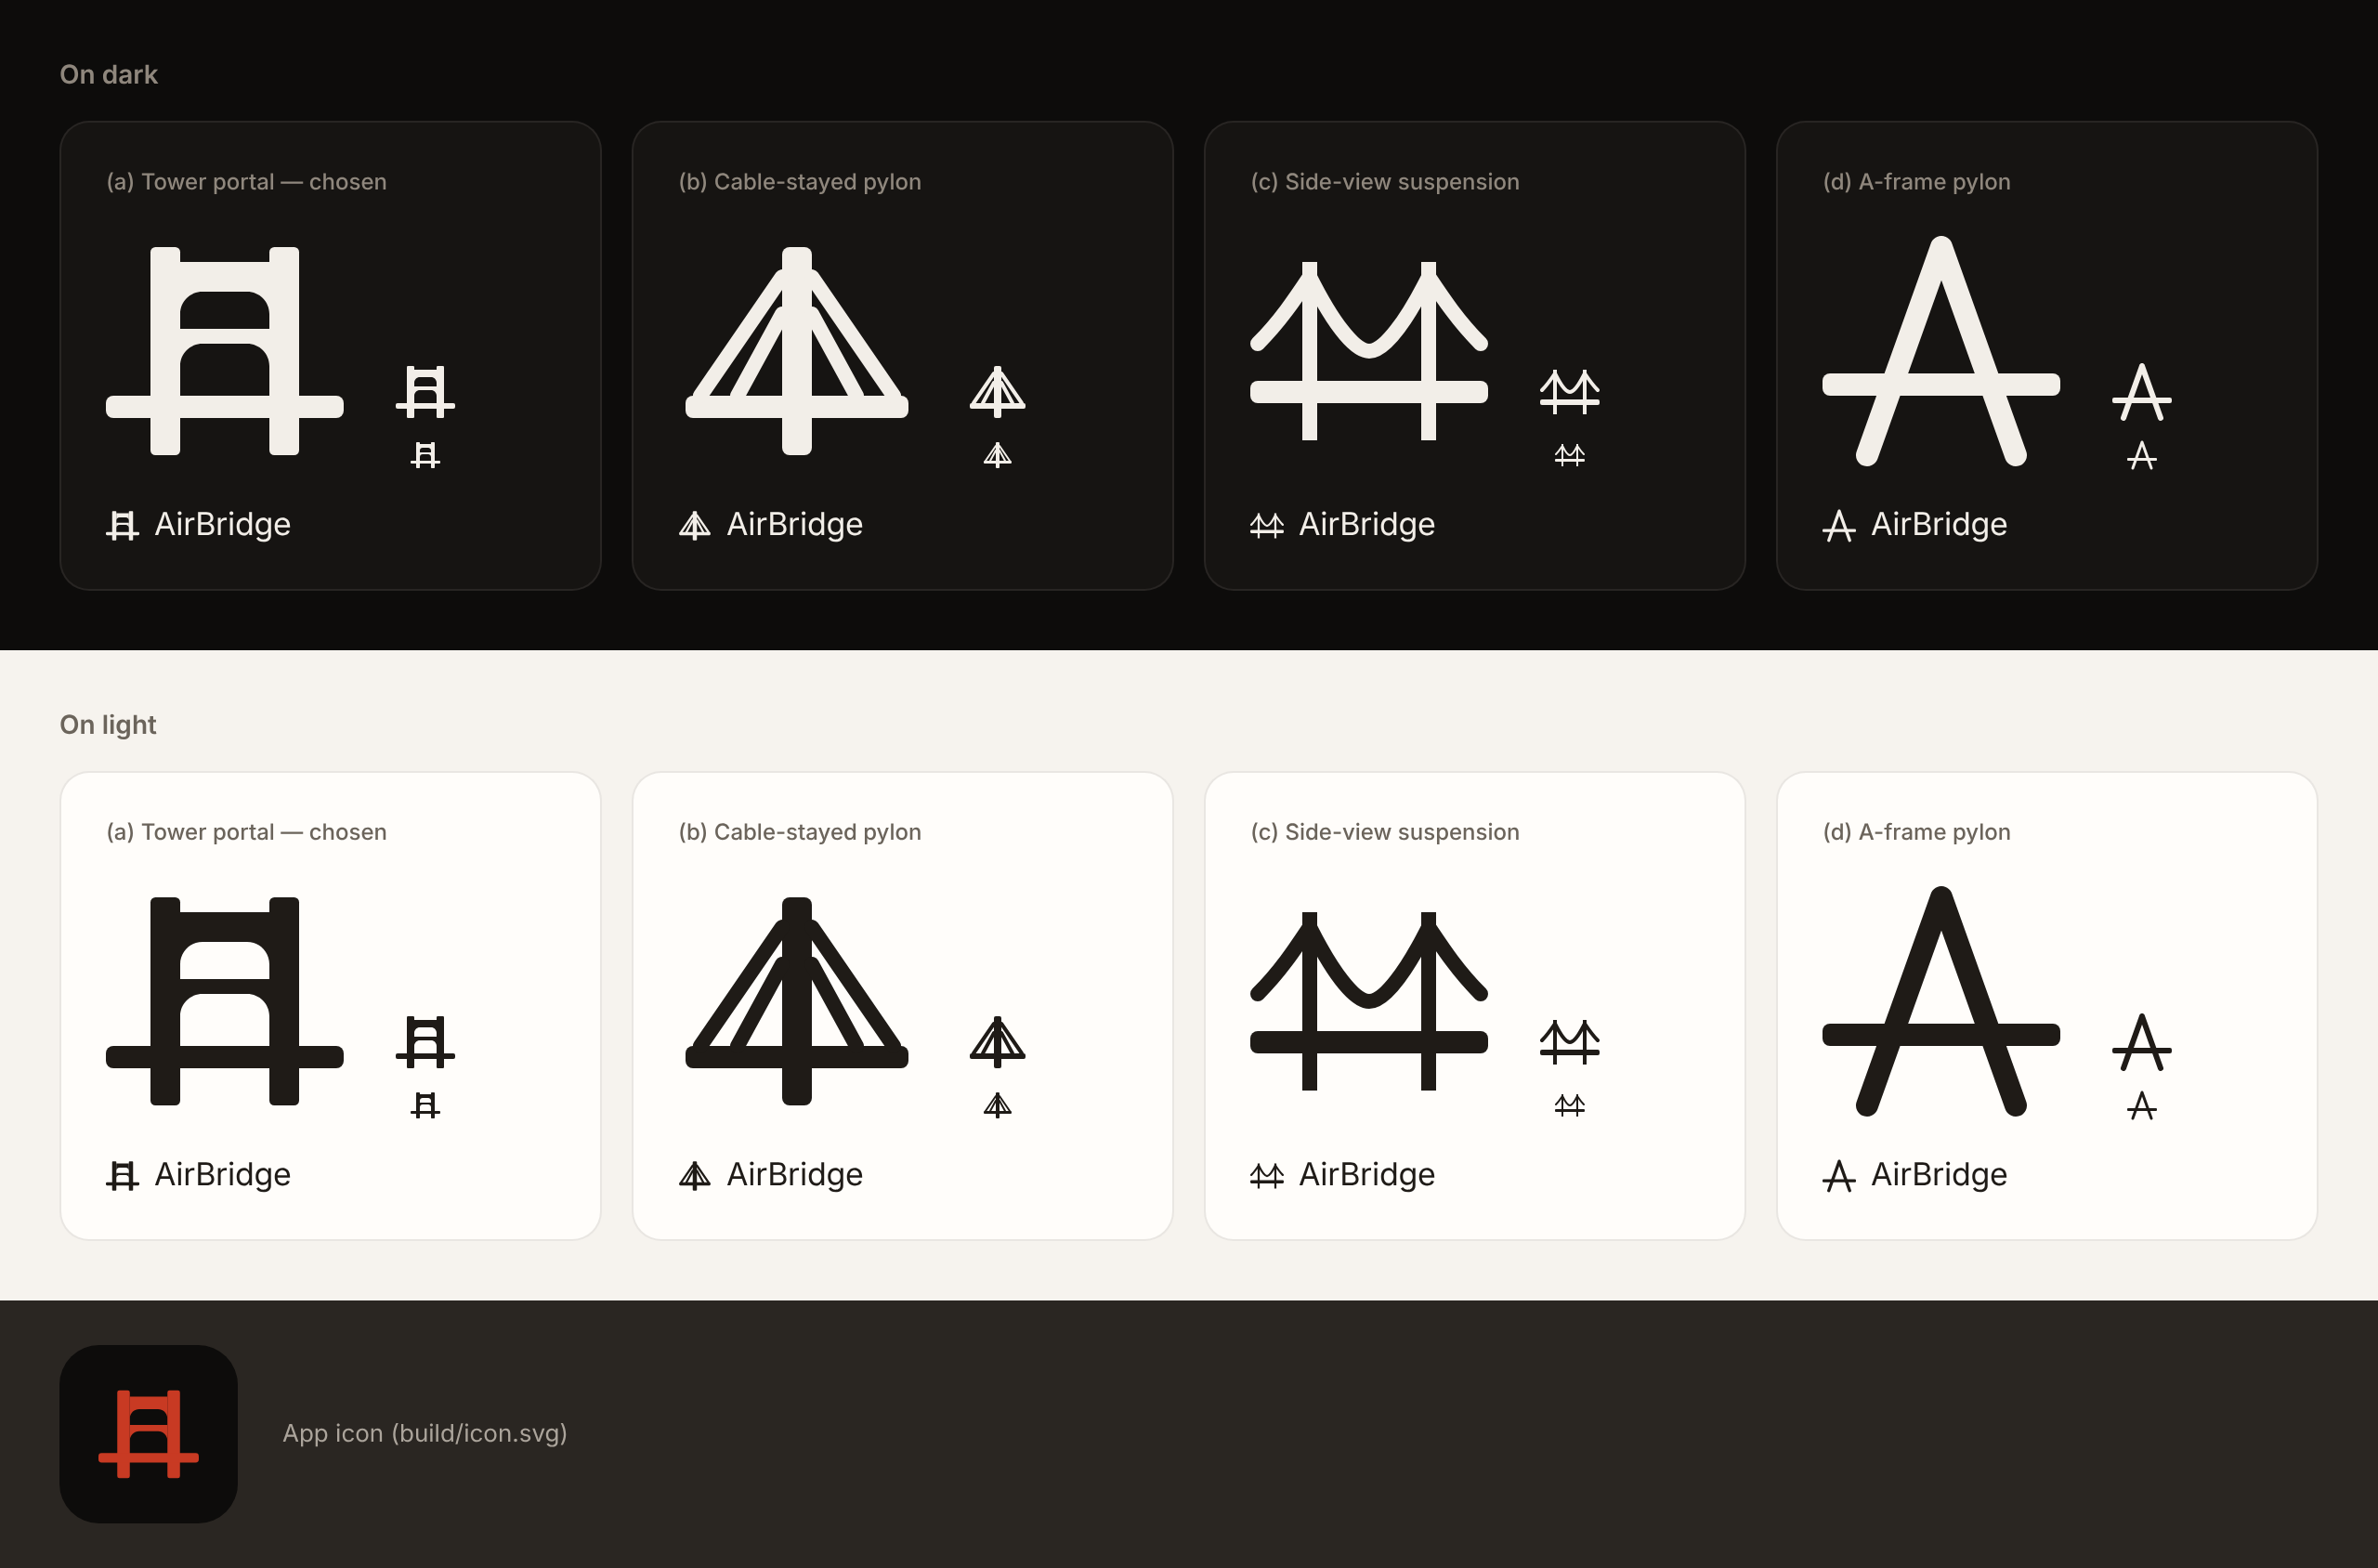 On dark
(a) Tower portal — chosen
(b) Cable-stayed pylon
(c) Side-view suspension
(d) A-frame pylon
AirBridge
AirBridge
AirBridge
AirBridge
On light
(a) Tower portal — chosen
(b) Cable-stayed pylon
(c) Side-view suspension
(d) A-frame pylon
AirBridge
AirBridge
AirBridge
AirBridge
App icon (build/icon.svg)